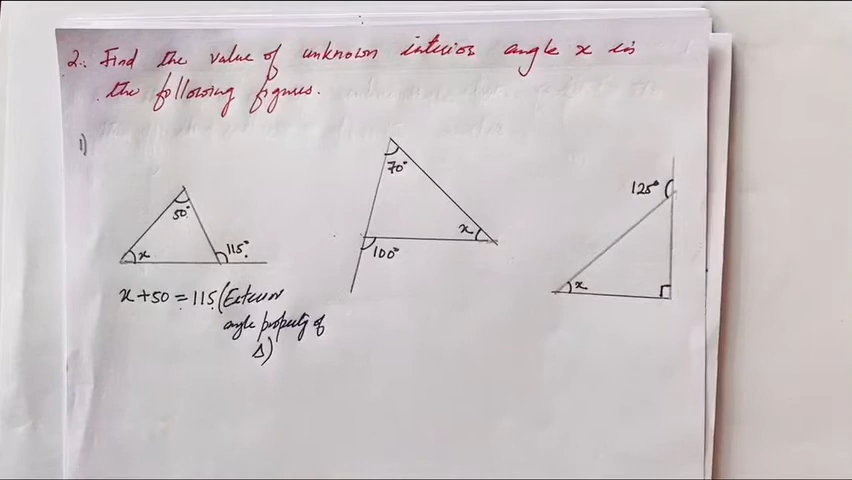 2. Find the value of unknown interior angle x in
the following figures.
1)
50°
x
115°
x+50 = 115 (Exterior
angle property of
Δ)
70°
x
100°
125°
x